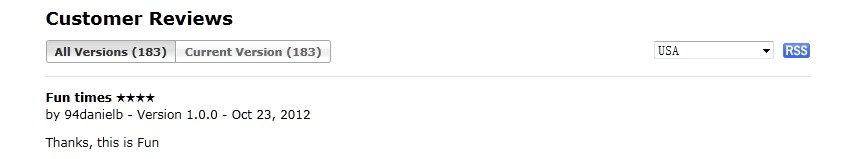 Customer Reviews
All Versions (183) Current Version (183) USA RSS
Fun times ★★★★
by 94danielb - Version 1.0.0 - Oct 23, 2012
Thanks, this is Fun